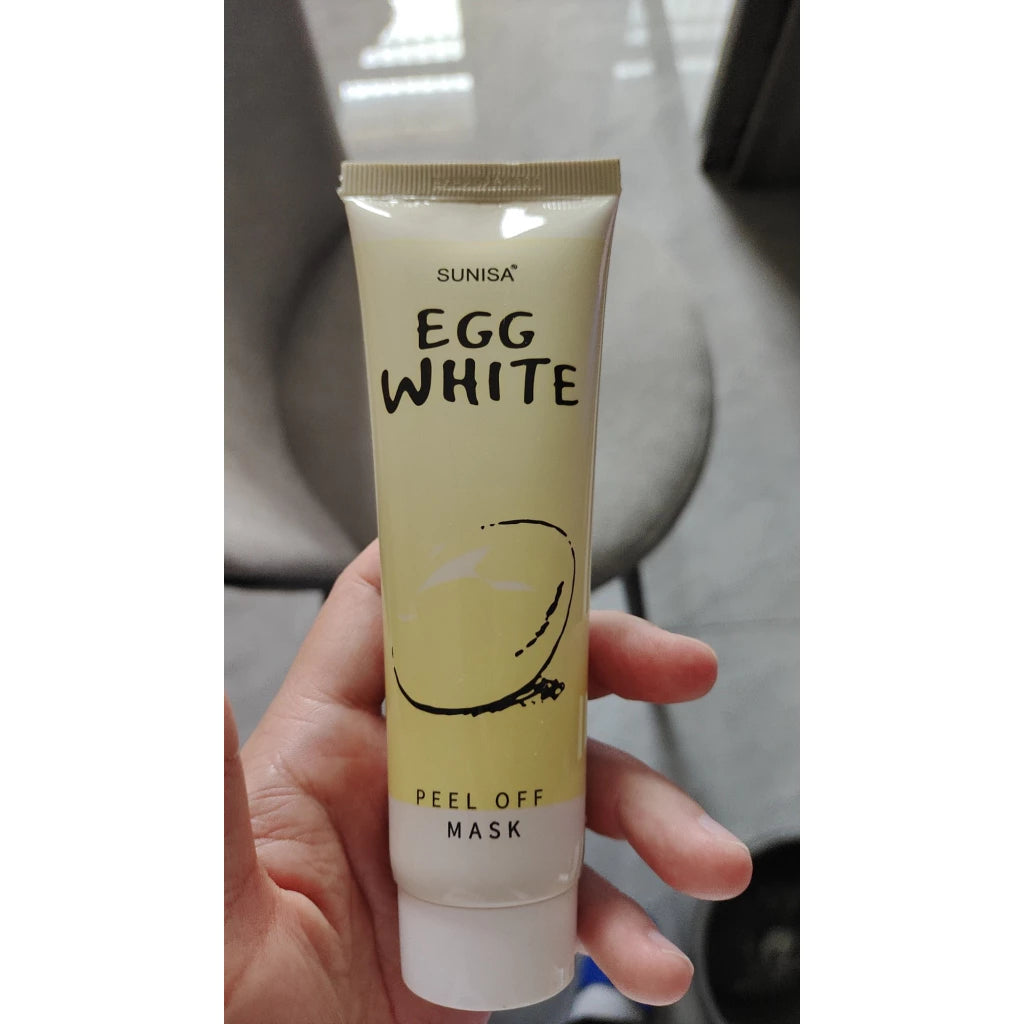 SUNISA®
EGG
WHITE
PEEL OFF
MASK